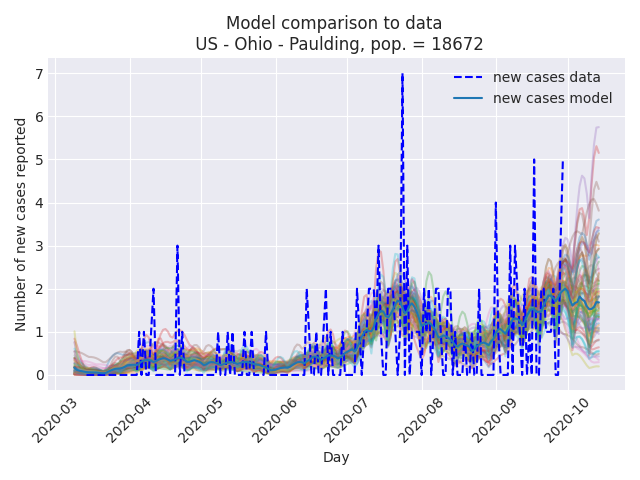 Model comparison to data
US - Ohio - Paulding, pop. = 18672
new cases data
new cases model
Number of new cases reported
7
6
5
4
3
2
1
0
2020-03
2020-04
2020-05
2020-06
2020-07
2020-08
2020-09
2020-10
Day